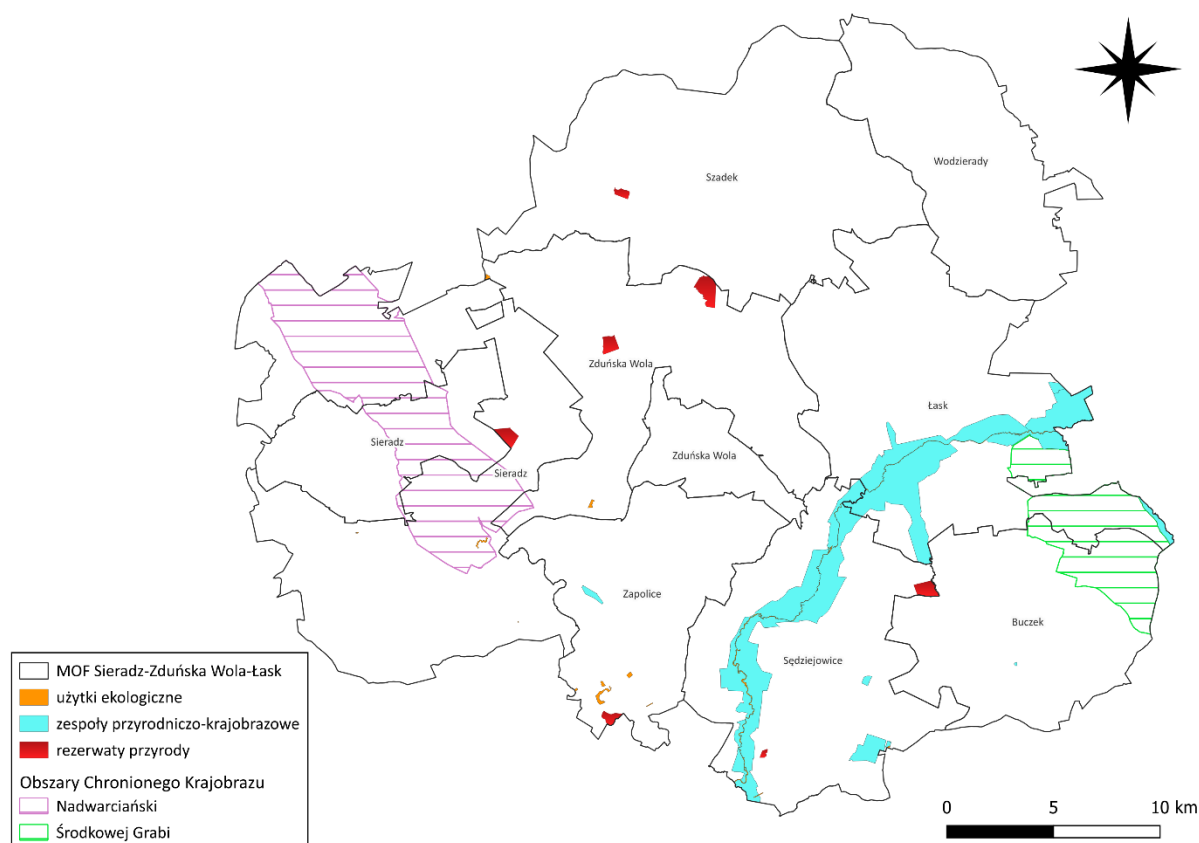 Wodzierady
Szadek
Zduńska Wola
Łask
Sieradz
Zduńska Wola
Sieradz
Zapolice
Buczek
Sędziejowice
MOF Sieradz-Zduńska Wola-Łask
użytki ekologiczne
zespoły przyrodniczo-krajobrazowe
rezerwaty przyrody
Obszary Chronionego Krajobrazu
Nadwarciański
Środkowej Grabi
0 5 10 km